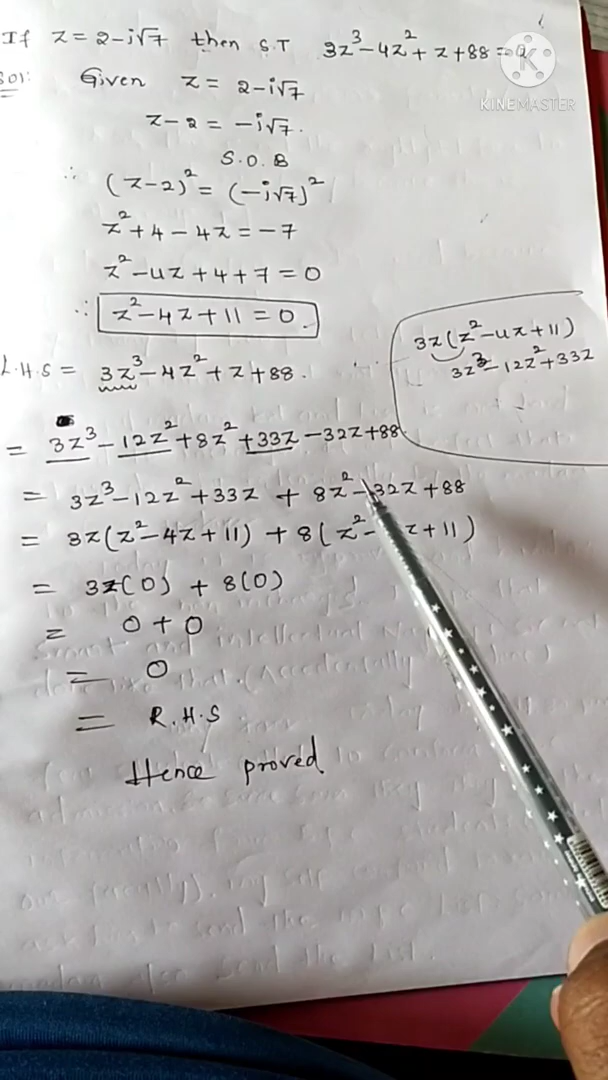 If z = 2-i√7 then S.T 3z³-4z²+z+88=0
KINEMASTER
Sol: Given z = 2-i√7
z-2 = -i√7.
S.O.B
∴ (z-2)² = (-i√7)²
z²+4-4z = -7
z²-4z+4+7=0
∴ z²-4z+11=0.
3z(z²-4z+11)
3z³-12z²+33z
L.H.S = 3z³-4z²+z+88.
= 3z³-12z²+8z²+33z-32z+88
= 3z³-12z²+33z + 8z²-32z+88
= 3z(z²-4z+11) + 8(z²- z+11)
= 3z(0) + 8(0)
= 0+0
= 0
= R.H.S
Hence proved